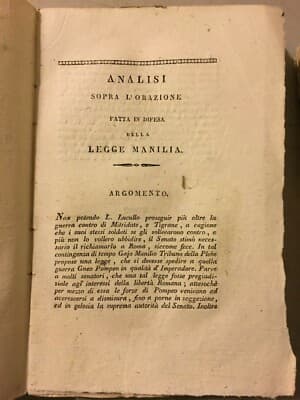 ANALISI
SOPRA L'ORAZIONE
FATTA IN DIFESA
DELLA
LEGGE MANILIA.
ARGOMENTO.
Non potendo L. Lucullo proseguir più oltre la
guerra contro di Mitridate, e Tigrane, a cagione
che i suoi stessi soldati se gli sollevarono contro, e
più non lo vollero ubbidire, il Senato stimò neces-
sario il richiamarlo a Roma, siccome fece. In tal
contingenza di tempo Gajo Manilio Tribuno della Plebe
propose una legge, che si dovesse spedire a quella
guerra Gneo Pompeo in qualità d'Imperadore. Parve
a molti senatori, che una tal legge fosse pregiudi-
ziale agl' interessi della libertà Romana, attesochè
per mezzo di essa le forze di Pompeo venivano ad
accrescersi a dismisura, fino a porre in soggezione,
ed in gelosia la suprema autorità del Senato. Inoltre